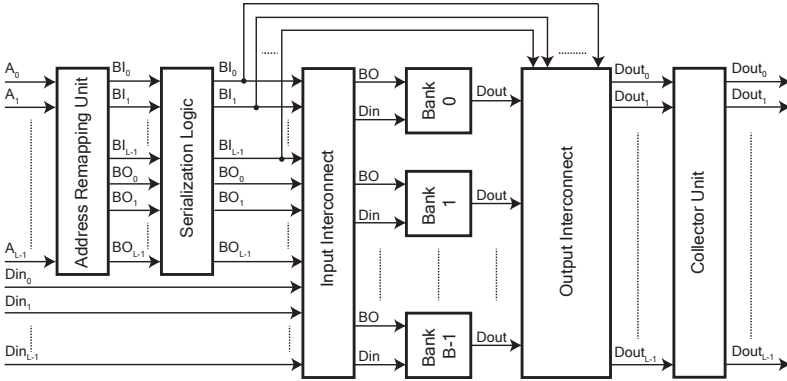 A0
A1
AL-1
Din0
Din1
DinL-1
Address Remapping Unit
BI0
BI1
BIL-1
BO0
BO1
BOL-1
Serialization Logic
BI0
BI1
BIL-1
BO0
BO1
BOL-1
Input Interconnect
BO
Din
Bank
0
Dout
BO
Din
Bank
1
Dout
BO
Din
Bank
B-1
Dout
Output Interconnect
Dout0
Dout1
DoutL-1
Collector Unit
Dout0
Dout1
DoutL-1